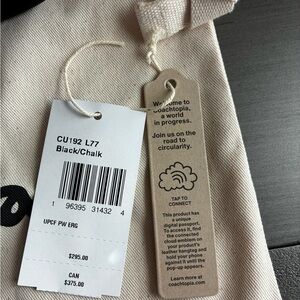 CU192 L77
Black/Chalk
1 96395 31432 4
UPCF PW ERG
$295.00
CAN
$375.00
Welcome to
Coachtopia,
a world
in progress.
Join us on the
road to
circularity.
TAP TO
CONNECT
This product has
a unique
digital passport.
To access it, find
the connected
cloud emblem on
your product's
leather hangtag and
hold your phone
against it until the
pop-up appears.
Learn more at
coachtopia.com